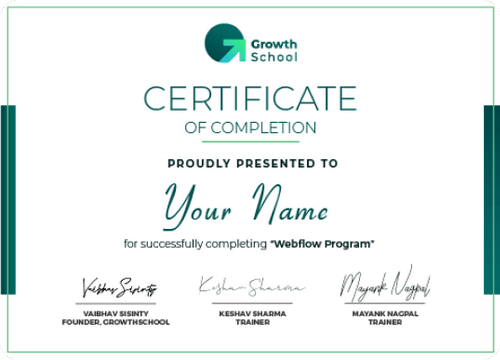 Growth
School
CERTIFICATE
OF COMPLETION
PROUDLY PRESENTED TO
Your Name
for successfully completing "Webflow Program"
Vaibhav Sisinty
Keshav Sharma
Mayank Nagpal
VAIBHAV SISINTY
FOUNDER, GROWTHSCHOOL
KESHAV SHARMA
TRAINER
MAYANK NAGPAL
TRAINER